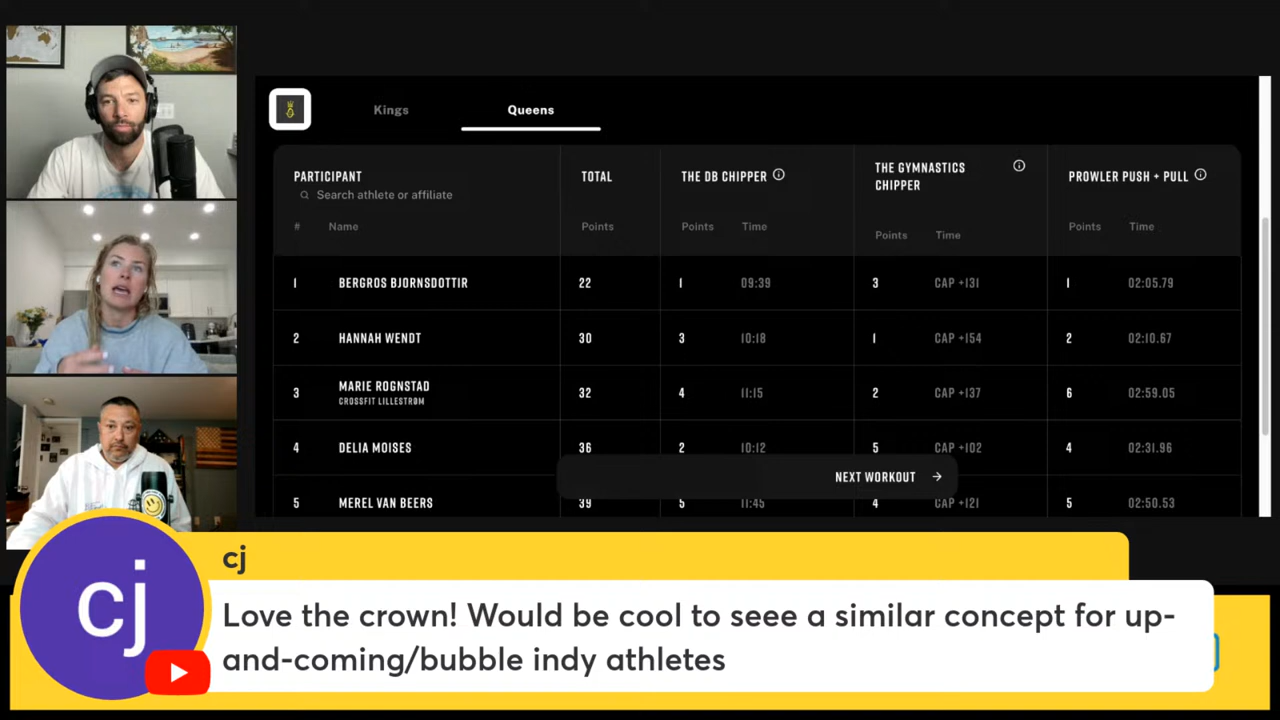 Kings Queens
PARTICIPANT TOTAL THE DB CHIPPER THE GYMNASTICS CHIPPER PROWLER PUSH + PULL
Search athlete or affiliate
# Name Points Points Time Points Time Points Time
1 BERGROS BJORNSDOTTIR 22 1 09:39 3 CAP +131 1 02:05.79
2 HANNAH WENDT 30 3 10:18 1 CAP +154 2 02:10.67
3 MARIE ROGNSTAD 32 4 11:15 2 CAP +137 6 02:59.05
CROSSFIT LILLESTRØM
4 DELIA MOISES 36 2 10:12 5 CAP +102 4 02:31.96
NEXT WORKOUT →
5 MEREL VAN BEERS 39 5 11:45 4 CAP +121 5 02:50.53
cj
cj
Love the crown! Would be cool to seee a similar concept for up-
and-coming/bubble indy athletes